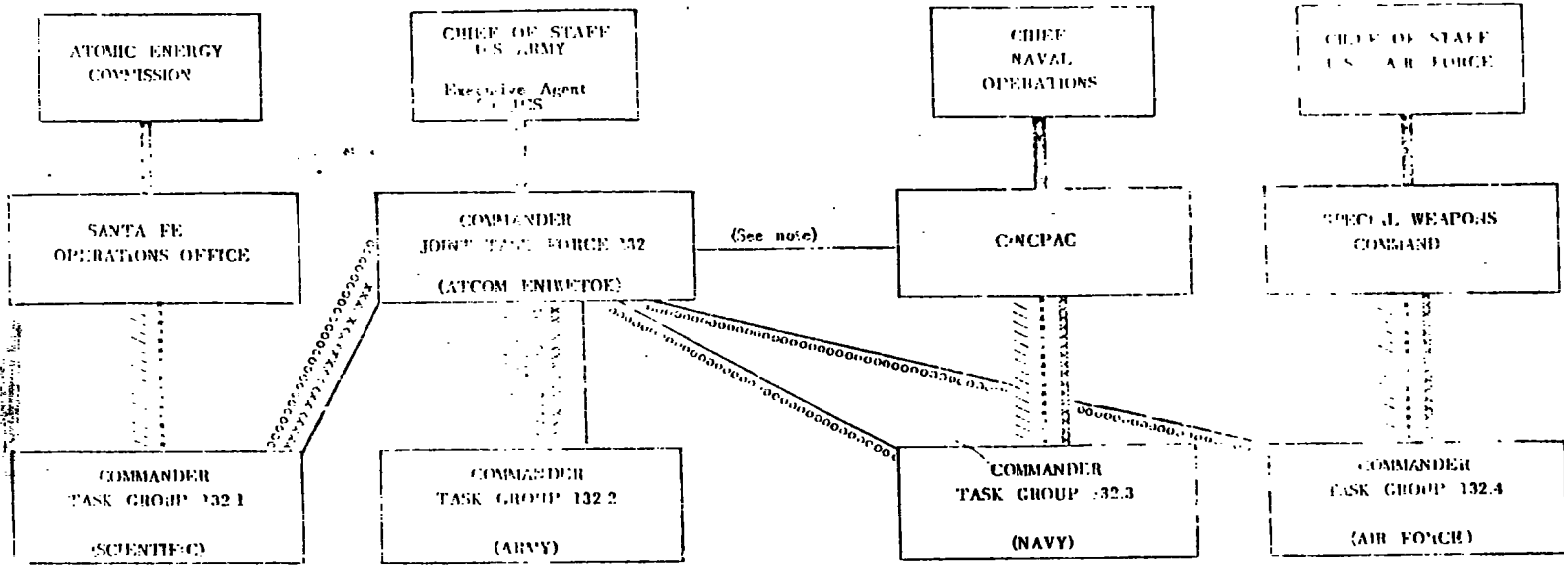 ATOMIC ENERGY
COMMISSION
CHIEF OF STAFF
U S ARMY
Executive Agent
JCS
CHIEF
NAVAL
OPERATIONS
CHIEF OF STAFF
U.S. AIR FORCE
SANTA FE
OPERATIONS OFFICE
COMMANDER
JOINT TASK FORCE 132
(ATCOM ENIWETOK)
(See note)
CINCPAC
SPECIAL WEAPONS
COMMAND
COMMANDER
TASK GROUP 132.1
(SCIENTIFIC)
COMMANDER
TASK GROUP 132.2
(ARMY)
COMMANDER
TASK GROUP 132.3
(NAVY)
COMMANDER
TASK GROUP 132.4
(AIR FORCE)